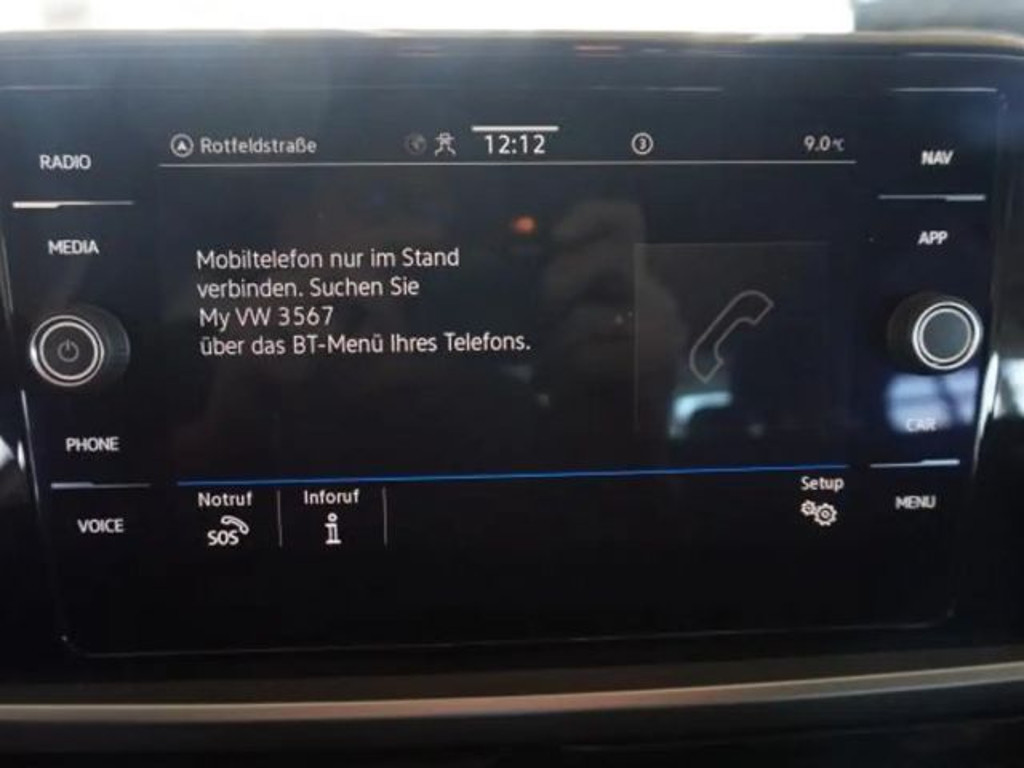 Rotfeldstraße 12:12 3 9.0°C
RADIO
MEDIA
PHONE
VOICE
Mobiltelefon nur im Stand
verbinden. Suchen Sie
My VW 3567
über das BT-Menü Ihres Telefons.
Notruf
SOS
Inforuf
i
Setup
NAV
APP
CAR
MENU